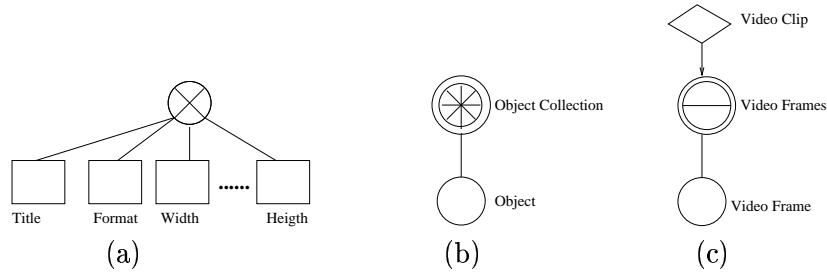 Video Clip
Object Collection
Video Frames
......
Title Format Width Heigth
Object
Video Frame
(a) (b) (c)